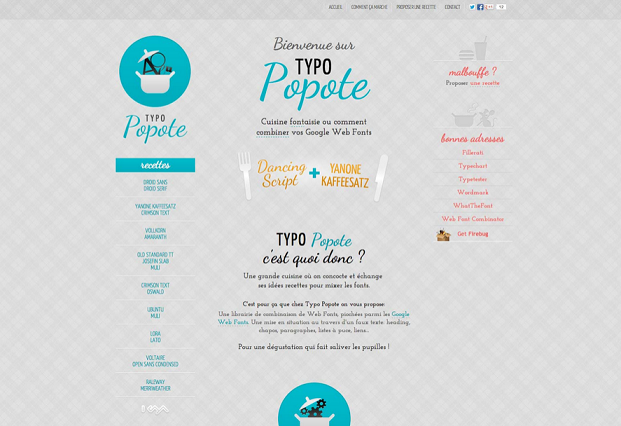 ACCUEIL COMMENT ÇA MARCHE PROPOSER UNE RECETTE CONTACT 12
TYPO
Popote
recettes
DROID SANS
DROID SERIF
YANONE KAFFEESATZ
CRIMSON TEXT
VOLLKORN
AMARANTH
OLD STANDARD TT
JOSEFIN SLAB
MULI
CRIMSON TEXT
OSWALD
UBUNTU
MULI
LORA
LATO
VOLTAIRE
OPEN SANS CONDENSED
RALEWAY
MERRIWEATHER
Bienvenue sur
TYPO
Popote
Cuisine fontaisie ou comment
combiner vos Google Web Fonts
Dancing
Script
+
YANONE
KAFFEESATZ
TYPO Popote
c'est quoi donc ?
Une grande cuisine où on concocte et échange
ses idées recettes pour mixer les fonts.
C'est pour ça que chez Typo Popote on vous propose:
Une librairie de combinaison de Web Fonts, piochées parmi les Google
Web Fonts. Une mise en situation au travers d'un faux texte: heading,
chapos, paragraphes, listes à puce, liens...
Pour une dégustation qui fait saliver les pupilles !
malbouffe ?
Proposer une recette
bonnes adresses
Fillerati
Typechart
Typetester
Wordmark
WhatTheFont
Web Font Combinator
Get Firebug